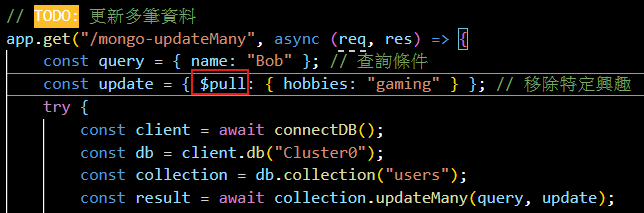 // TODO: 更新多筆資料
app.get("/mongo-updateMany", async (req, res) => {
    const query = { name: "Bob" }; // 查詢條件
    const update = { $pull: { hobbies: "gaming" } }; // 移除特定興趣
    try {
        const client = await connectDB();
        const db = client.db("Cluster0");
        const collection = db.collection("users");
        const result = await collection.updateMany(query, update);